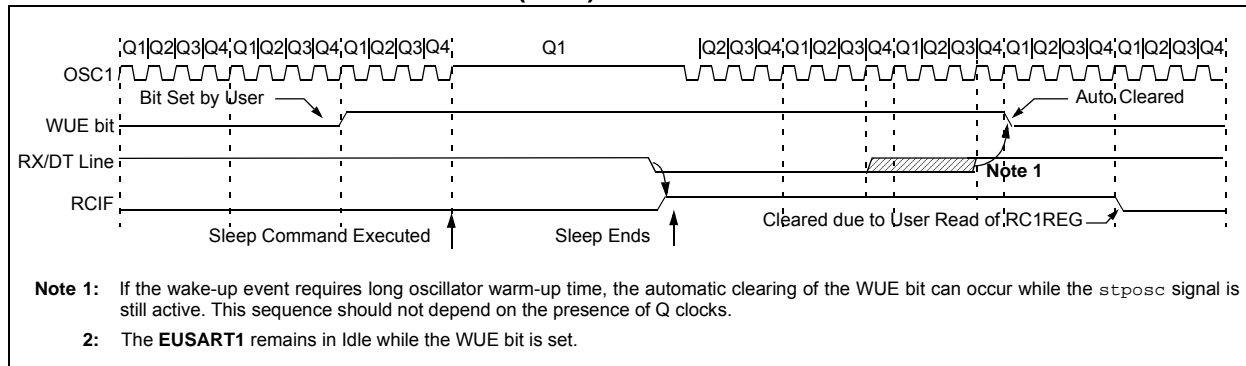 Q1|Q2|Q3|Q4 Q1|Q2|Q3|Q4 Q1|Q2|Q3|Q4 Q1 |Q2|Q3|Q4 Q1|Q2|Q3|Q4 Q1|Q2|Q3|Q4 Q1|Q2|Q3|Q4 Q1|Q2|Q3|Q4
OSC1
Bit Set by User
Auto Cleared
WUE bit
RX/DT Line
Note 1
RCIF
Cleared due to User Read of RC1REG
Sleep Command Executed
Sleep Ends
Note 1: If the wake-up event requires long oscillator warm-up time, the automatic clearing of the WUE bit can occur while the stposc signal is
still active. This sequence should not depend on the presence of Q clocks.
2: The EUSART1 remains in Idle while the WUE bit is set.